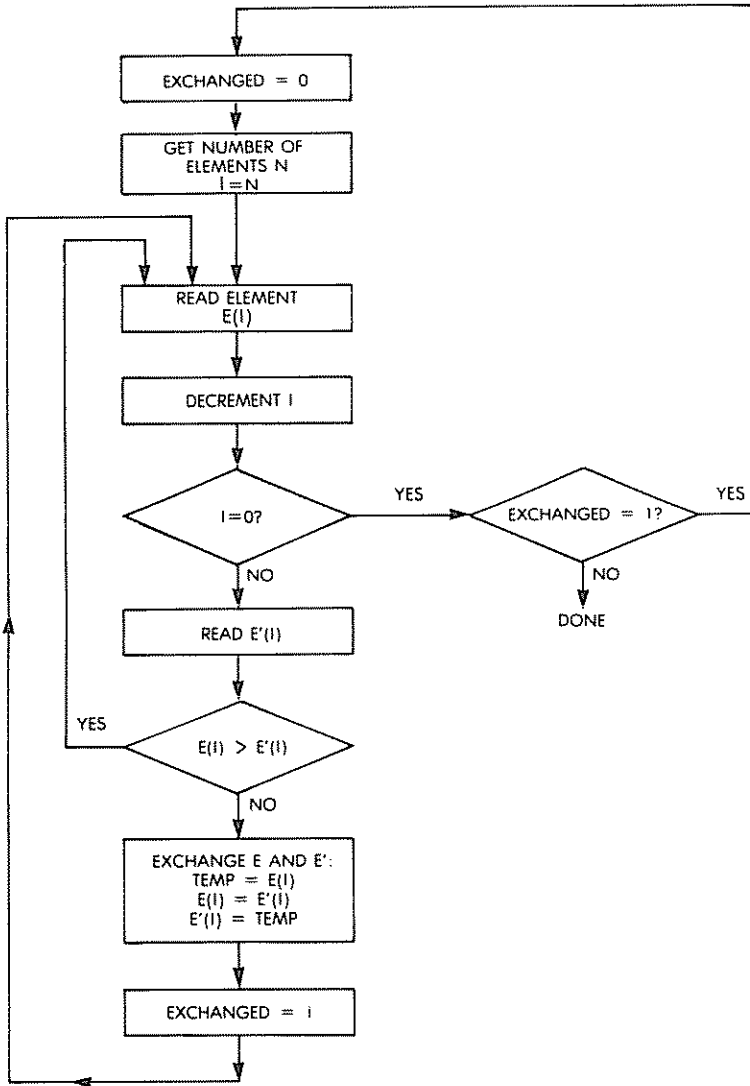 EXCHANGED = 0
GET NUMBER OF
ELEMENTS N
I=N
READ ELEMENT
E(I)
DECREMENT I
I=0?
YES
EXCHANGED = 1?
YES
NO
NO
DONE
READ E'(I)
YES
E(I) > E'(I)
NO
EXCHANGE E AND E':
TEMP = E(I)
E(I) = E'(I)
E'(I) = TEMP
EXCHANGED = i